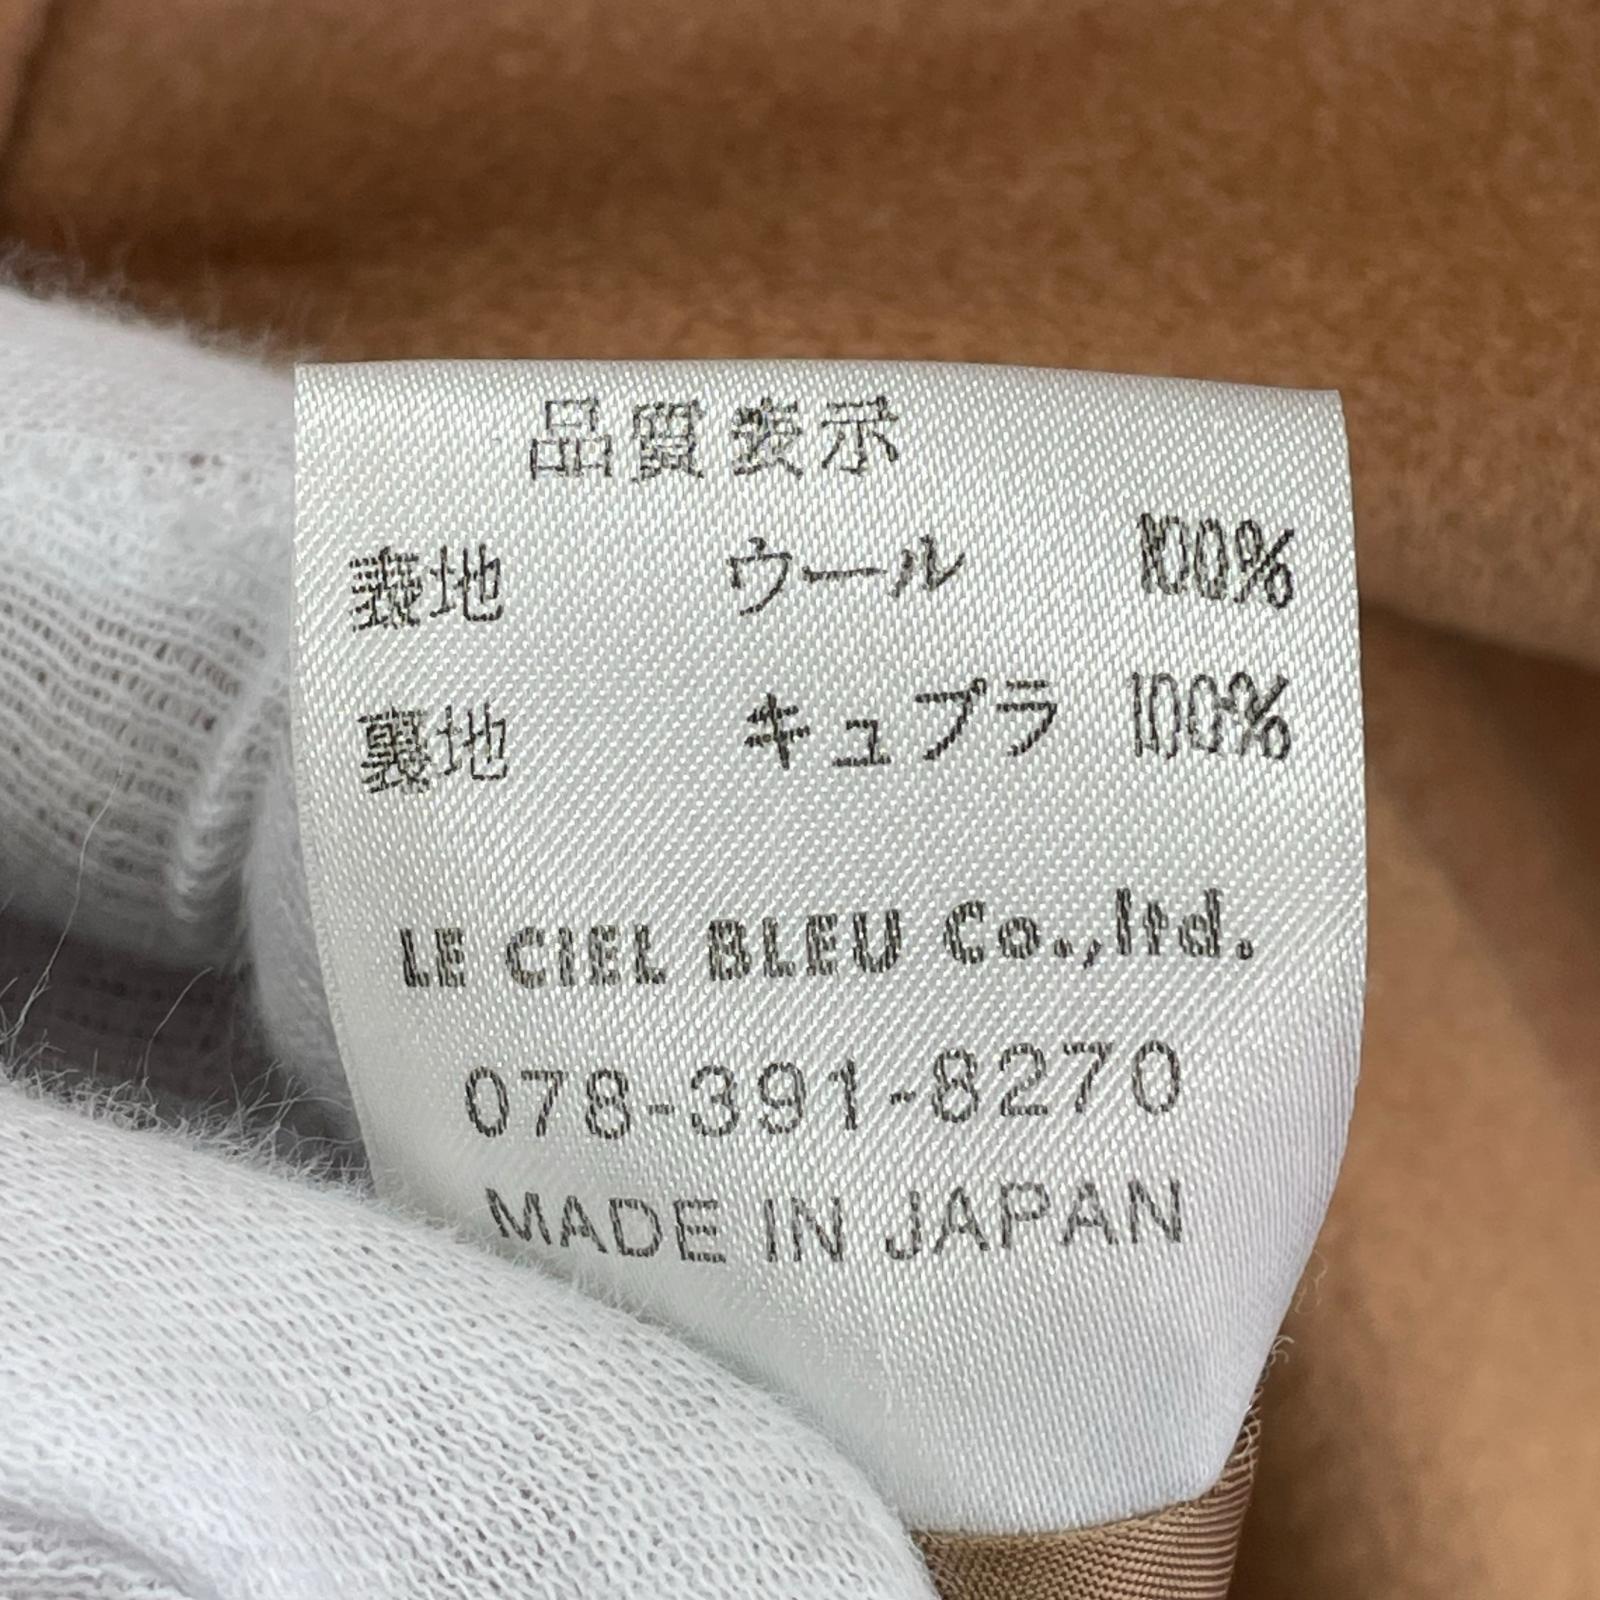 品質表示
表地 ウール 100%
裏地 キュプラ 100%
LE CIEL BLEU Co.,ltd.
078-391-8270
MADE IN JAPAN